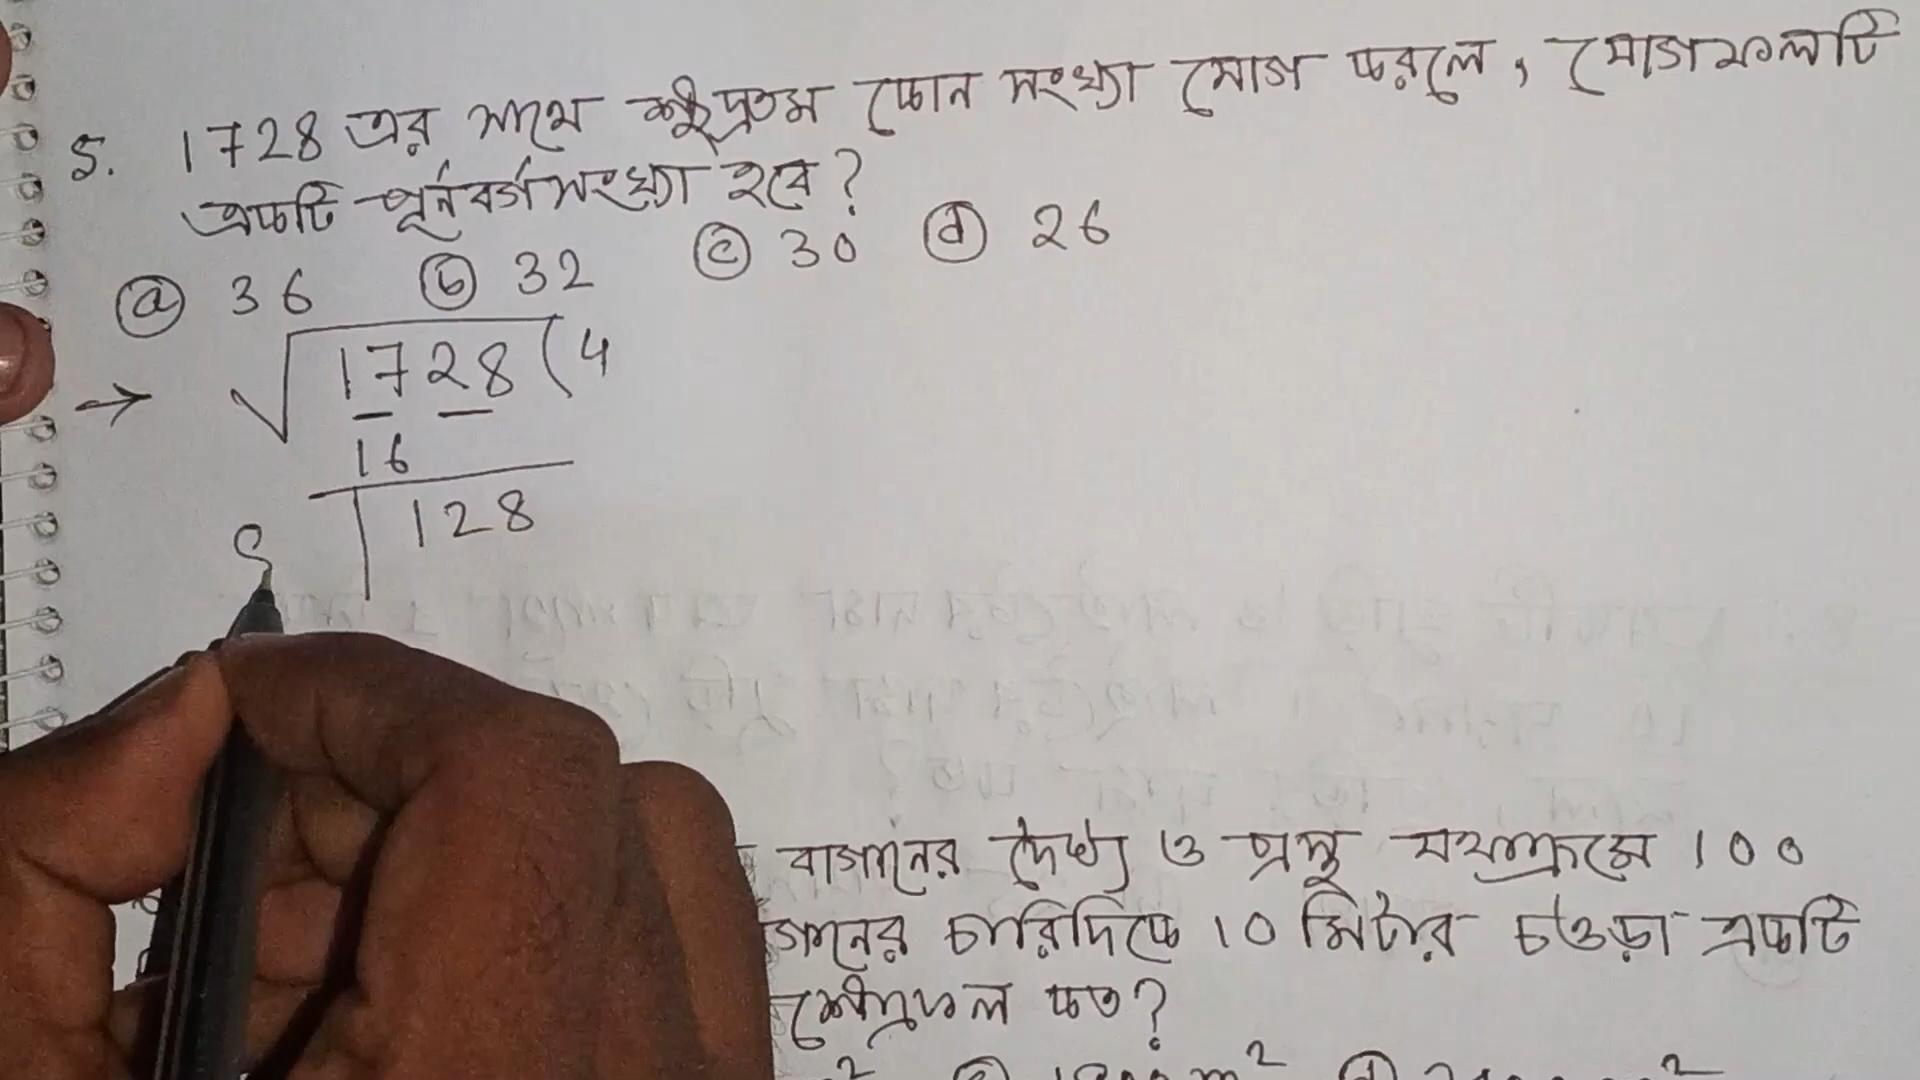 5. 1728 এর সাথে ক্ষুদ্রতম কোন সংখ্যা যোগ করলে, যোগফলটি
একটি পূর্নবর্গসংখ্যা হবে?
ⓐ 36 ⓑ 32 ⓒ 30 ⓓ 26
→ √1728 (4
16
128
8
বাগানের দৈর্ঘ্য ও প্রস্থ যথাক্রমে 100
গানের চারিদিকে 10 মিটার চওড়া একটি
ক্ষেত্রফল কত?